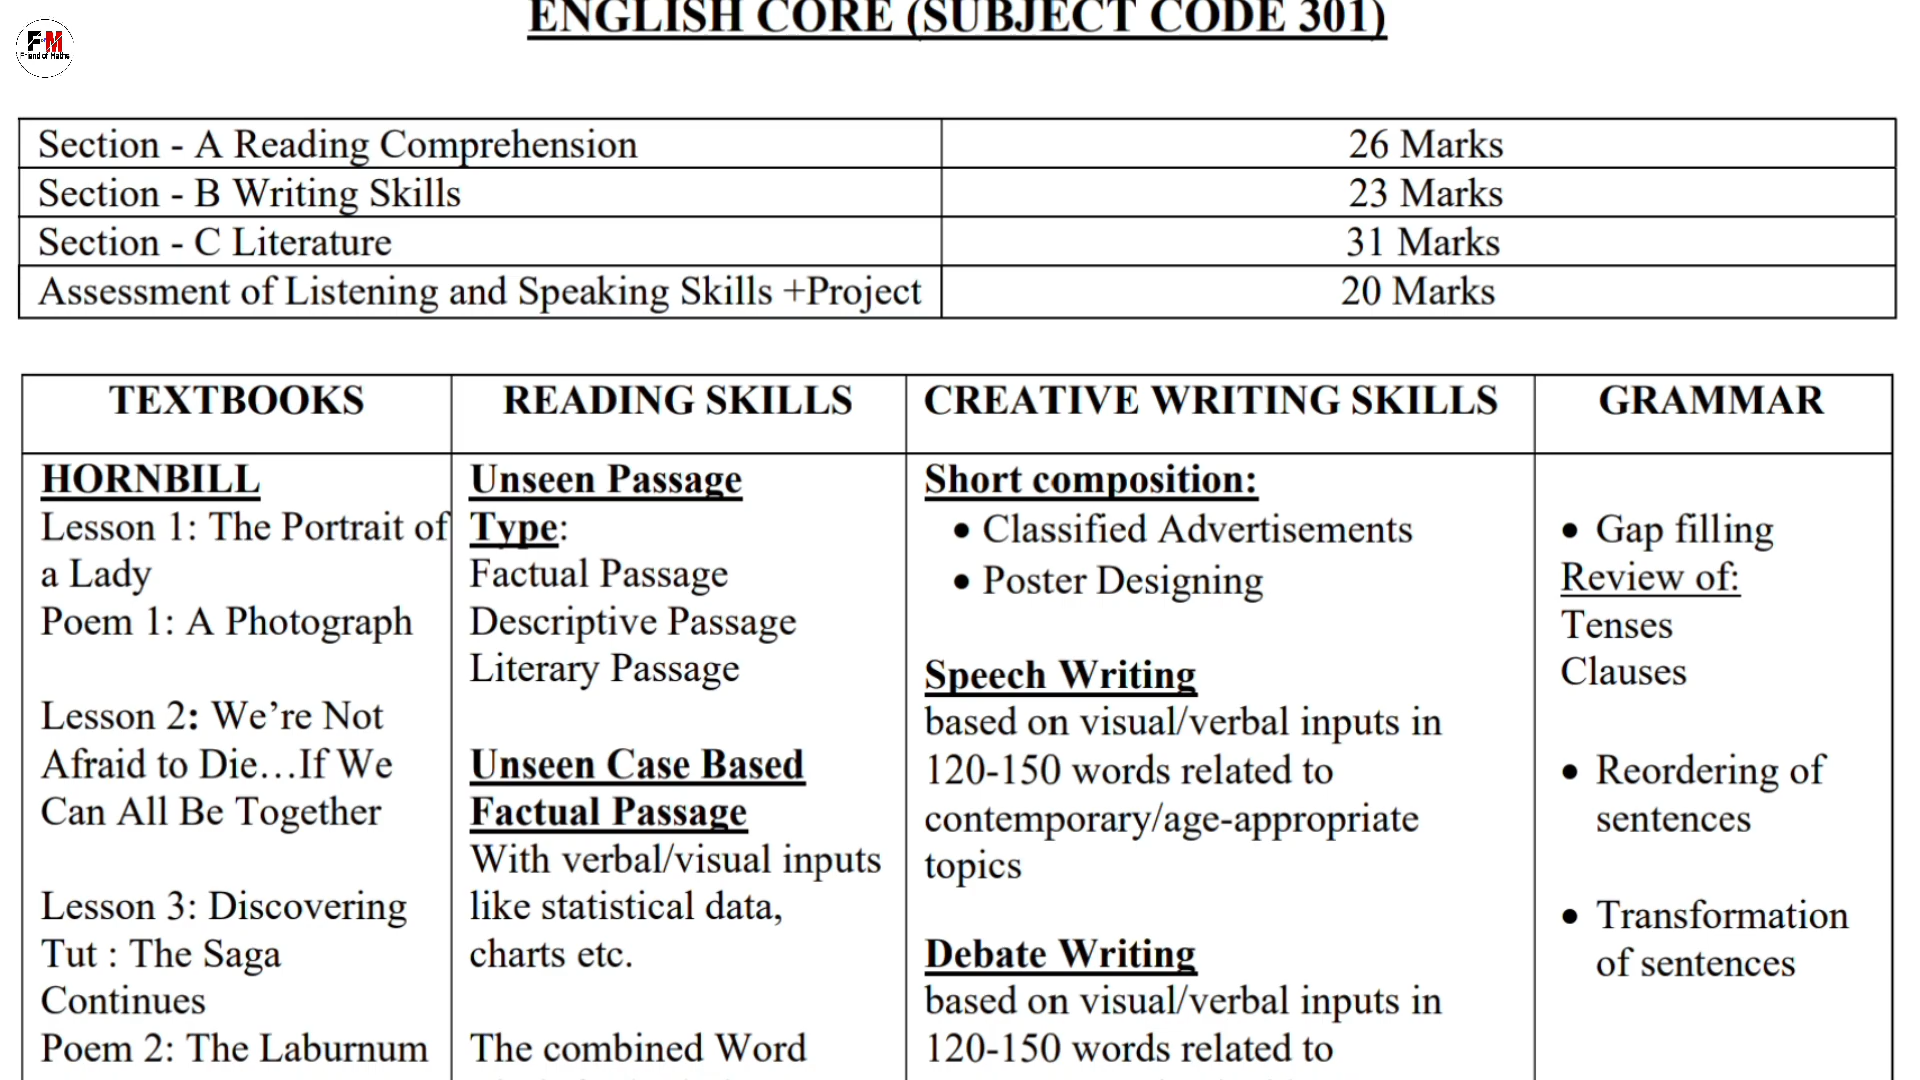 ENGLISH CORE (SUBJECT CODE 301)
FM
Friend of Maths
Section - A Reading Comprehension 26 Marks
Section - B Writing Skills 23 Marks
Section - C Literature 31 Marks
Assessment of Listening and Speaking Skills +Project 20 Marks
TEXTBOOKS
HORNBILL
Lesson 1: The Portrait of
a Lady
Poem 1: A Photograph
Lesson 2: We’re Not
Afraid to Die…If We
Can All Be Together
Lesson 3: Discovering
Tut : The Saga
Continues
Poem 2: The Laburnum
READING SKILLS
Unseen Passage
Type:
Factual Passage
Descriptive Passage
Literary Passage
Unseen Case Based
Factual Passage
With verbal/visual inputs
like statistical data,
charts etc.
The combined Word
CREATIVE WRITING SKILLS
Short composition:
• Classified Advertisements
• Poster Designing
Speech Writing
based on visual/verbal inputs in
120-150 words related to
contemporary/age-appropriate
topics
Debate Writing
based on visual/verbal inputs in
120-150 words related to
GRAMMAR
• Gap filling
Review of:
Tenses
Clauses
• Reordering of
sentences
• Transformation
of sentences